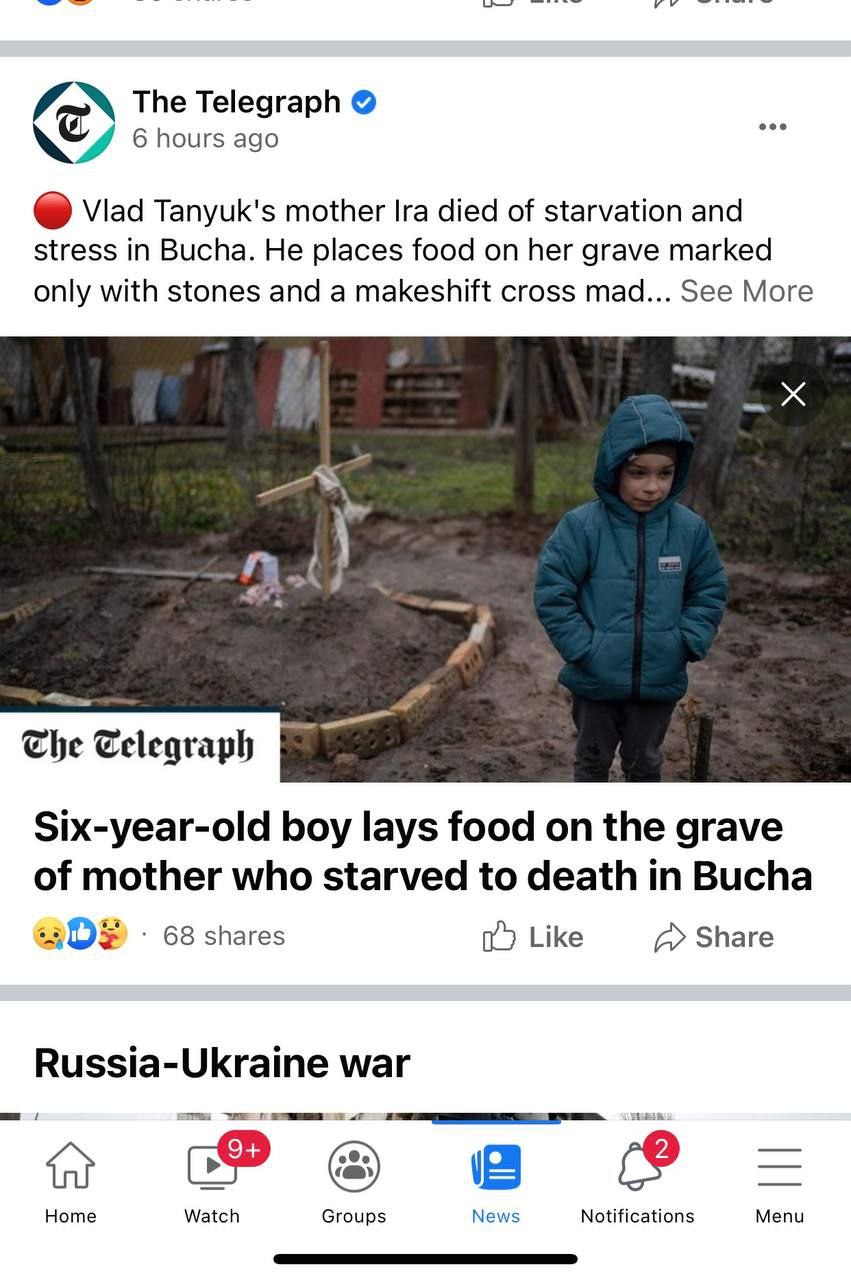 The Telegraph
6 hours ago
🔴 Vlad Tanyuk's mother Ira died of starvation and
stress in Bucha. He places food on her grave marked
only with stones and a makeshift cross mad... See More
The Telegraph
Six-year-old boy lays food on the grave
of mother who starved to death in Bucha
· 68 shares Like Share
Russia-Ukraine war
9+ 2
Home Watch Groups News Notifications Menu